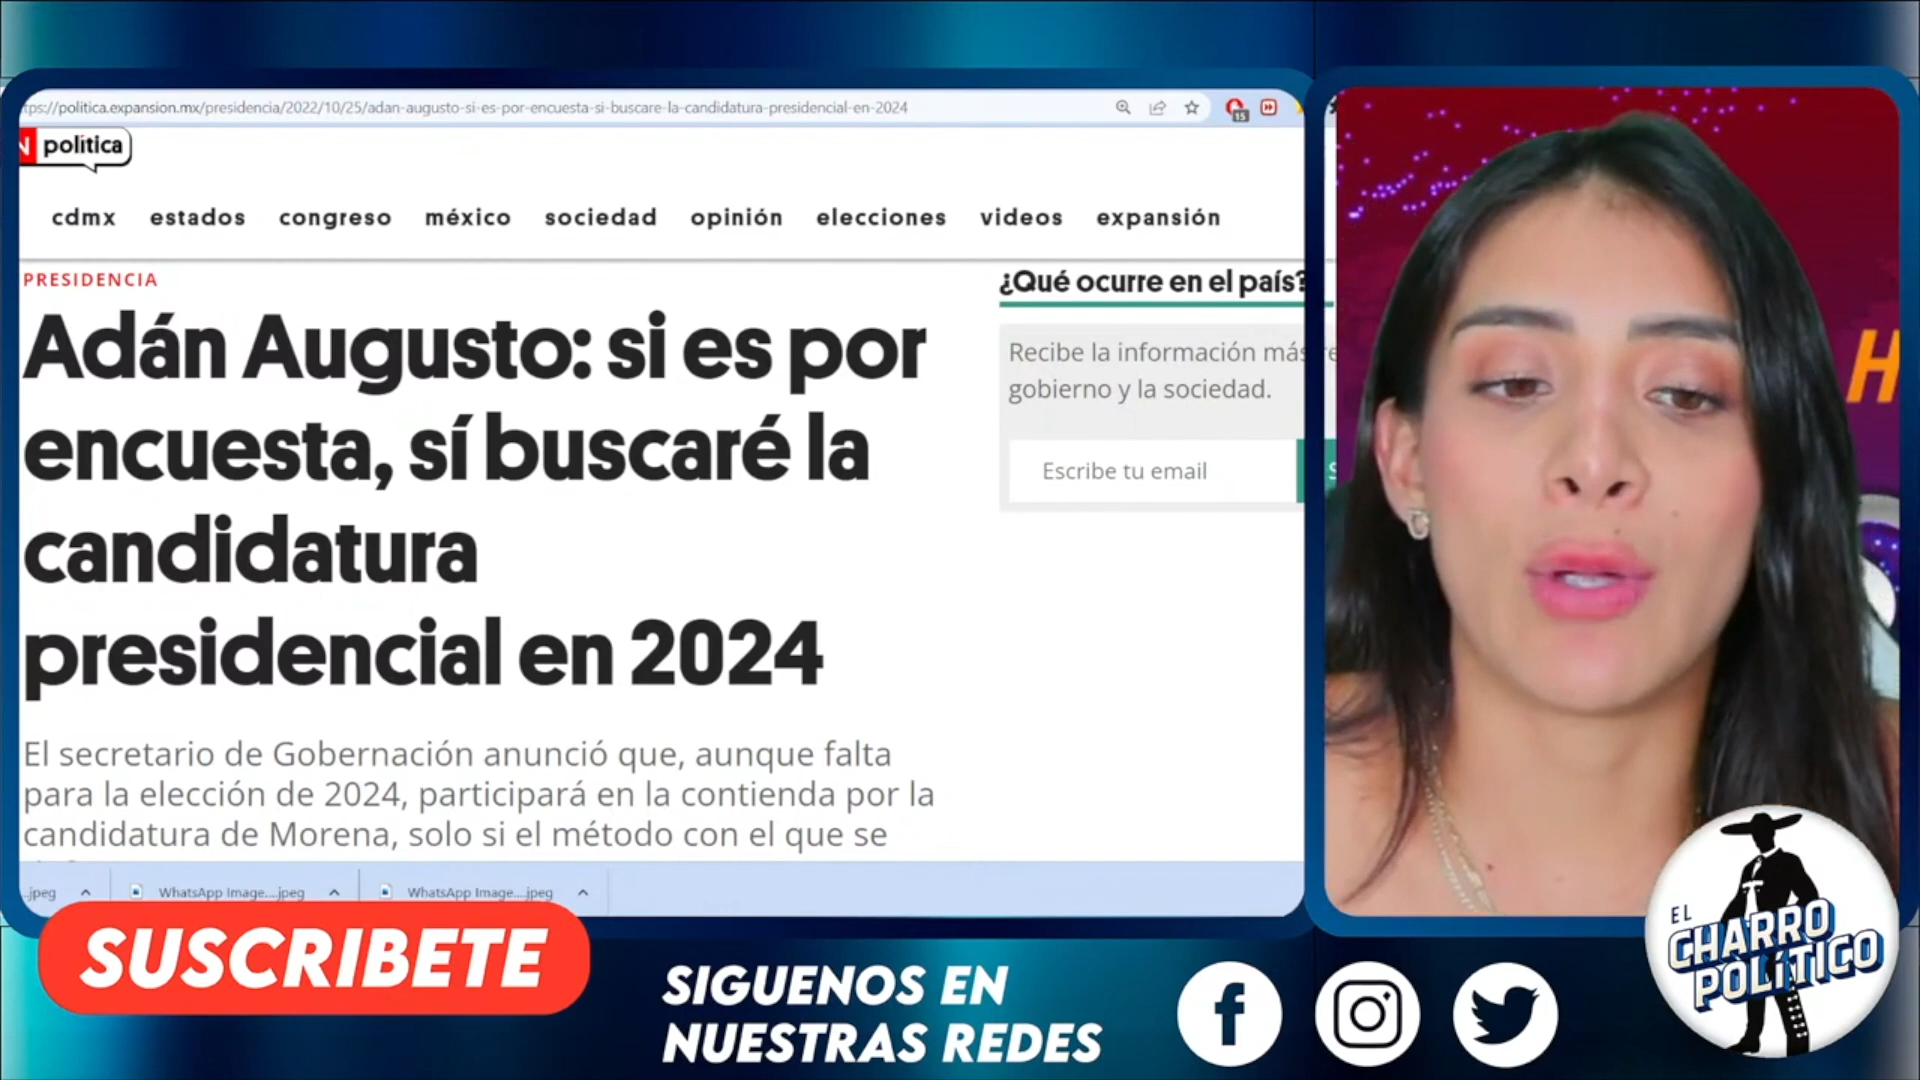 tps://politica.expansion.mx/presidencia/2022/10/25/adan-augusto-si-es-por-encuesta-si-buscare-la-candidatura-presidencial-en-2024
15
política
cdmx estados congreso méxico sociedad opinión elecciones videos expansión
PRESIDENCIA
Adán Augusto: si es por
encuesta, sí buscaré la
candidatura
presidencial en 2024
El secretario de Gobernación anunció que, aunque falta
para la elección de 2024, participará en la contienda por la
candidatura de Morena, solo si el método con el que se
¿Qué ocurre en el país?
Recibe la información más re
gobierno y la sociedad.
Escribe tu email
S
H
.jpeg
WhatsApp Image....jpeg
WhatsApp Image....jpeg
SUSCRIBETE
SIGUENOS EN
NUESTRAS REDES
EL
CHARRO
POLÍTICO